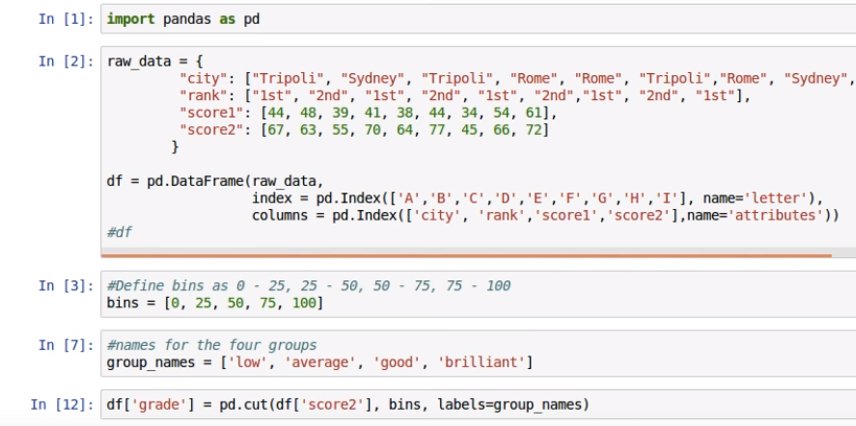 In [1]: import pandas as pd
In [2]: raw_data = {
"city": ["Tripoli", "Sydney", "Tripoli", "Rome", "Rome", "Tripoli","Rome", "Sydney",
"rank": ["1st", "2nd", "1st", "2nd", "1st", "2nd","1st", "2nd", "1st"],
"score1": [44, 48, 39, 41, 38, 44, 34, 54, 61],
"score2": [67, 63, 55, 70, 64, 77, 45, 66, 72]
}
df = pd.DataFrame(raw_data,
index = pd.Index(['A','B','C','D','E','F','G','H','I'], name='letter'),
columns = pd.Index(['city', 'rank','score1','score2'],name='attributes'))
#df
In [3]: #Define bins as 0 - 25, 25 - 50, 50 - 75, 75 - 100
bins = [0, 25, 50, 75, 100]
In [7]: #names for the four groups
group_names = ['low', 'average', 'good', 'brilliant']
In [12]: df['grade'] = pd.cut(df['score2'], bins, labels=group_names)